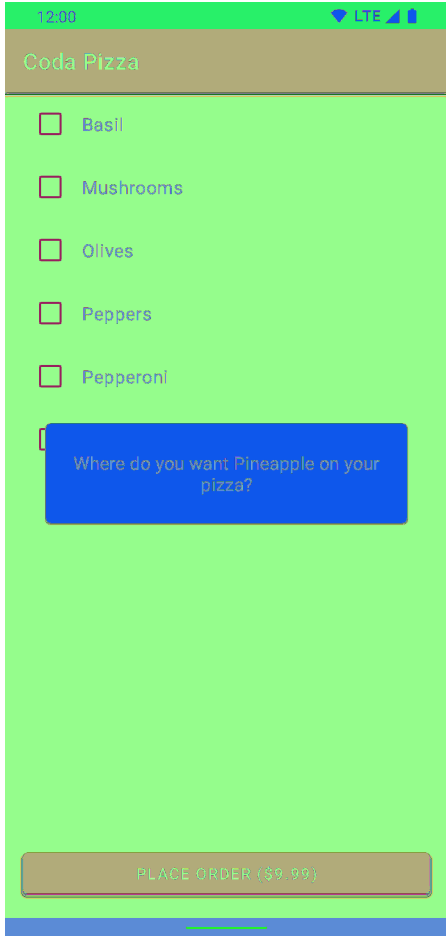 12:00 LTE
Coda Pizza
Basil
Mushrooms
Olives
Peppers
Pepperoni
Where do you want Pineapple on your
pizza?
PLACE ORDER ($9.99)